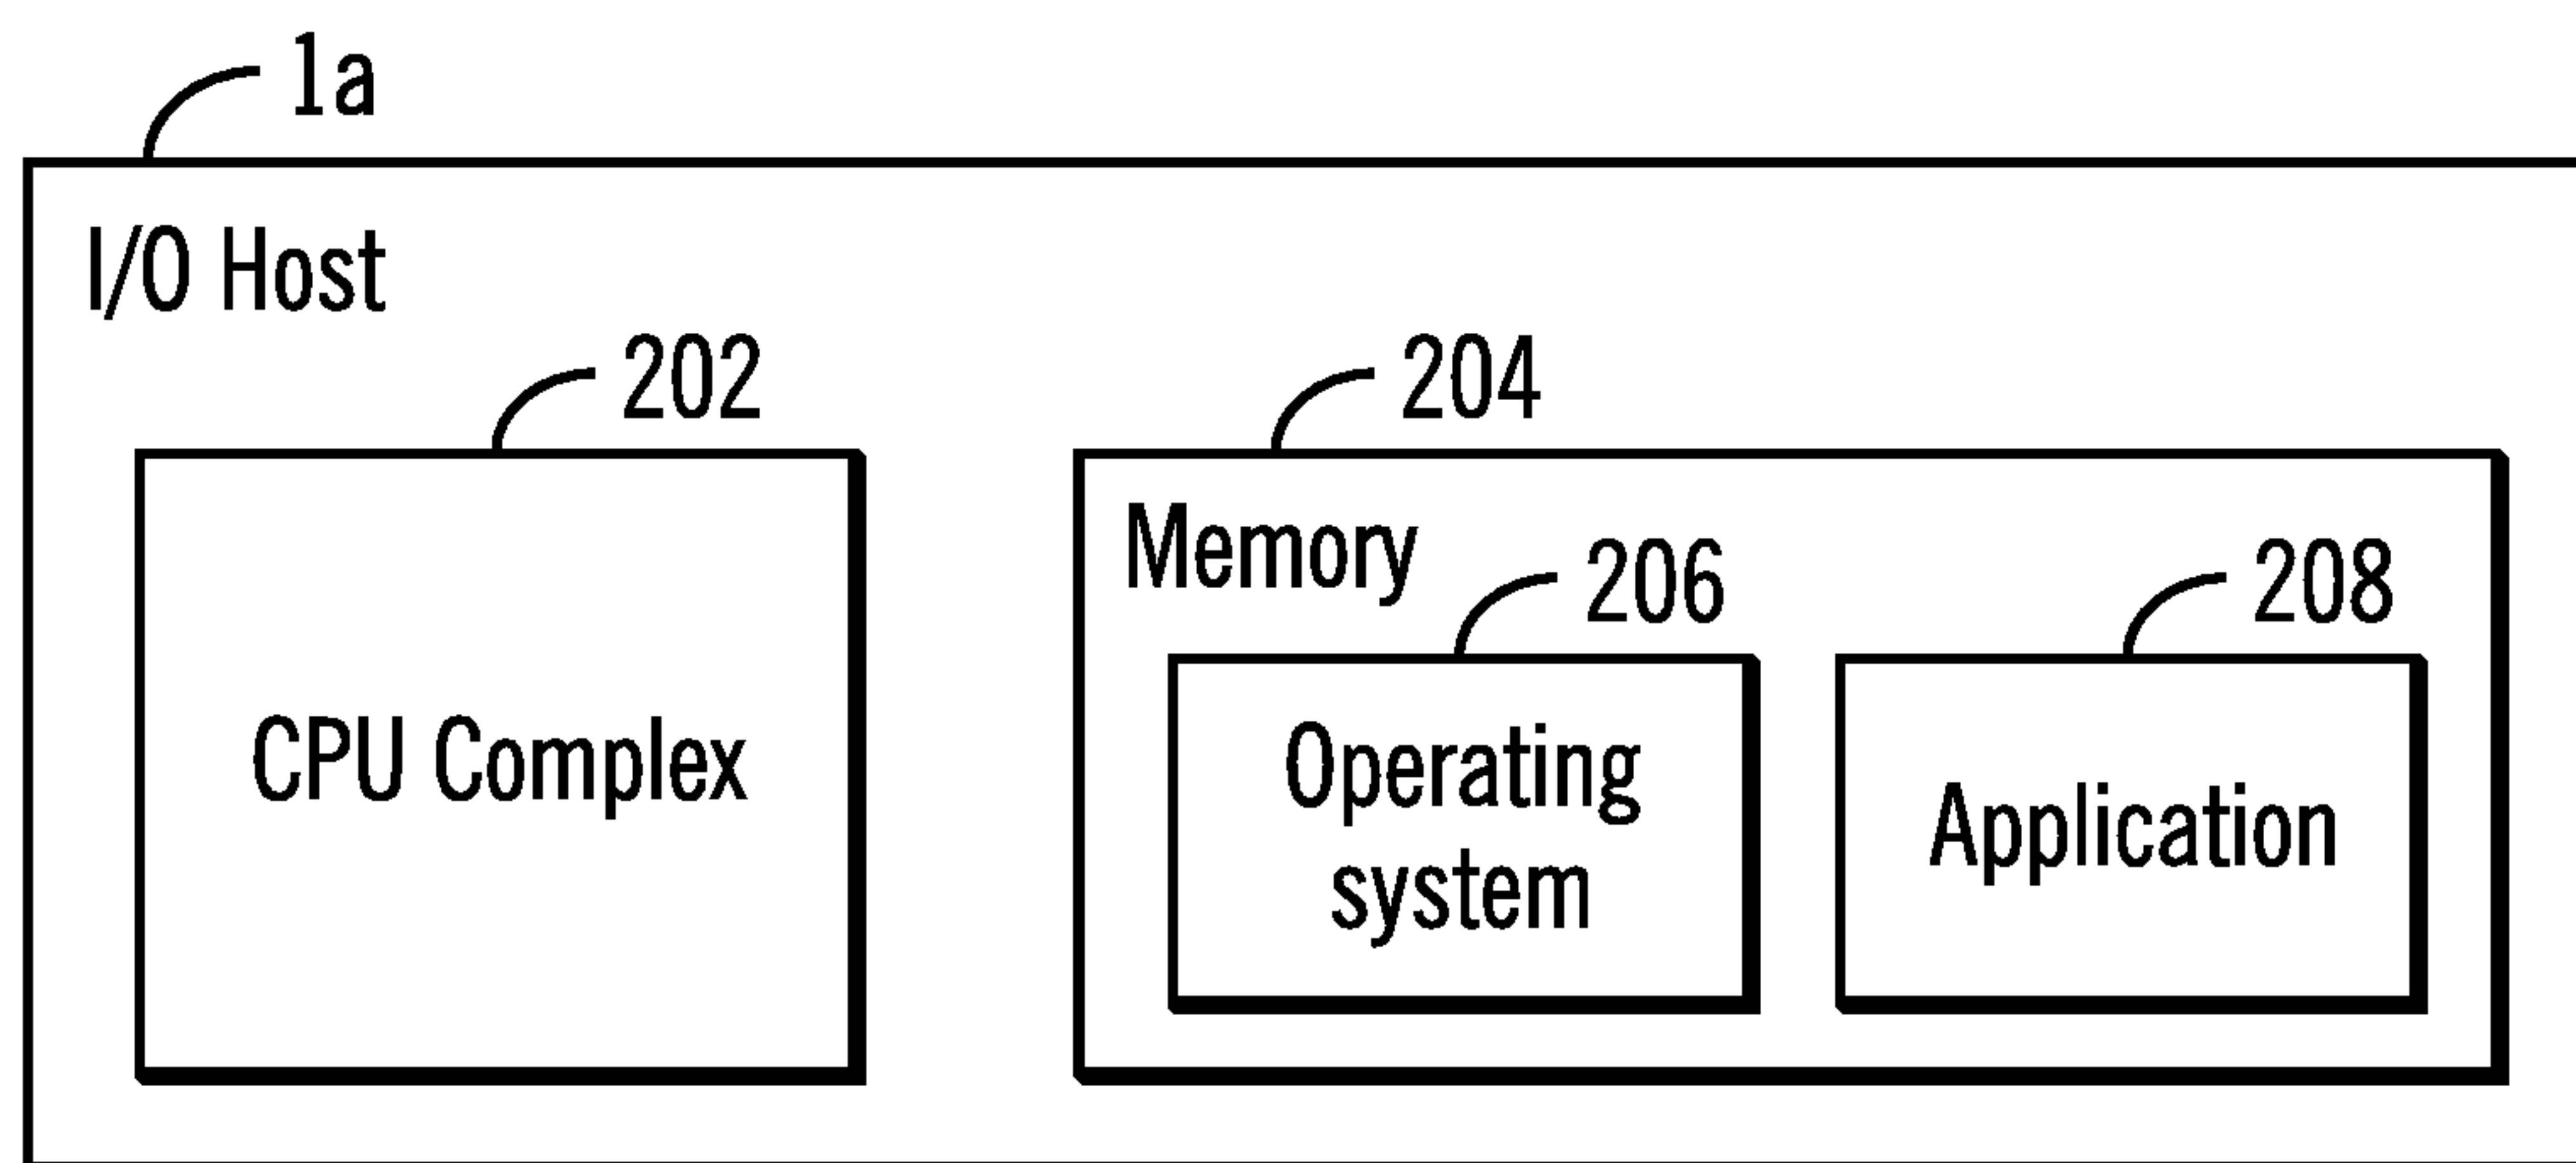 1a
I/O Host
202
204
Memory
206
208
CPU Complex
Operating
system
Application